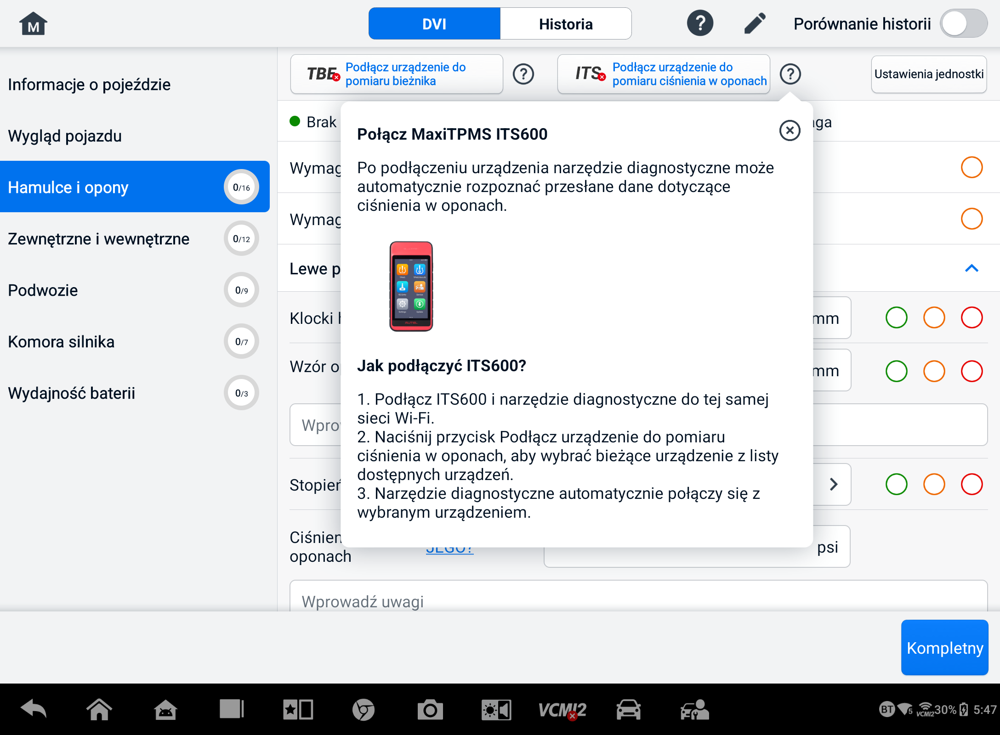 M
DVI
Historia
?
Porównanie historii
TBE
Podłącz urządzenie do
pomiaru bieżnika
?
ITS
Podłącz urządzenie do
pomiaru ciśnienia w oponach
?
Ustawienia jednostki
Informacje o pojeździe
Wygląd pojazdu
Hamulce i opony
0/16
Zewnętrzne i wewnętrzne
0/12
Podwozie
0/9
Komora silnika
0/7
Wydajność baterii
0/3
Brak
Połącz MaxiTPMS ITS600
Po podłączeniu urządzenia narzędzie diagnostyczne może
automatycznie rozpoznać przesłane dane dotyczące
ciśnienia w oponach.
AUTEL
Jak podłączyć ITS600?
1. Podłącz ITS600 i narzędzie diagnostyczne do tej samej
sieci Wi-Fi.
2. Naciśnij przycisk Podłącz urządzenie do pomiaru
ciśnienia w oponach, aby wybrać bieżące urządzenie z listy
dostępnych urządzeń.
3. Narzędzie diagnostyczne automatycznie połączy się z
wybranym urządzeniem.
Lewe
Klocki
mm
Wzór
mm
Stopień
oponach
JEGO?
psi
Wprowadź uwagi
Kompletny
VCMI2
BT
5
VCMI2
30%
5:47